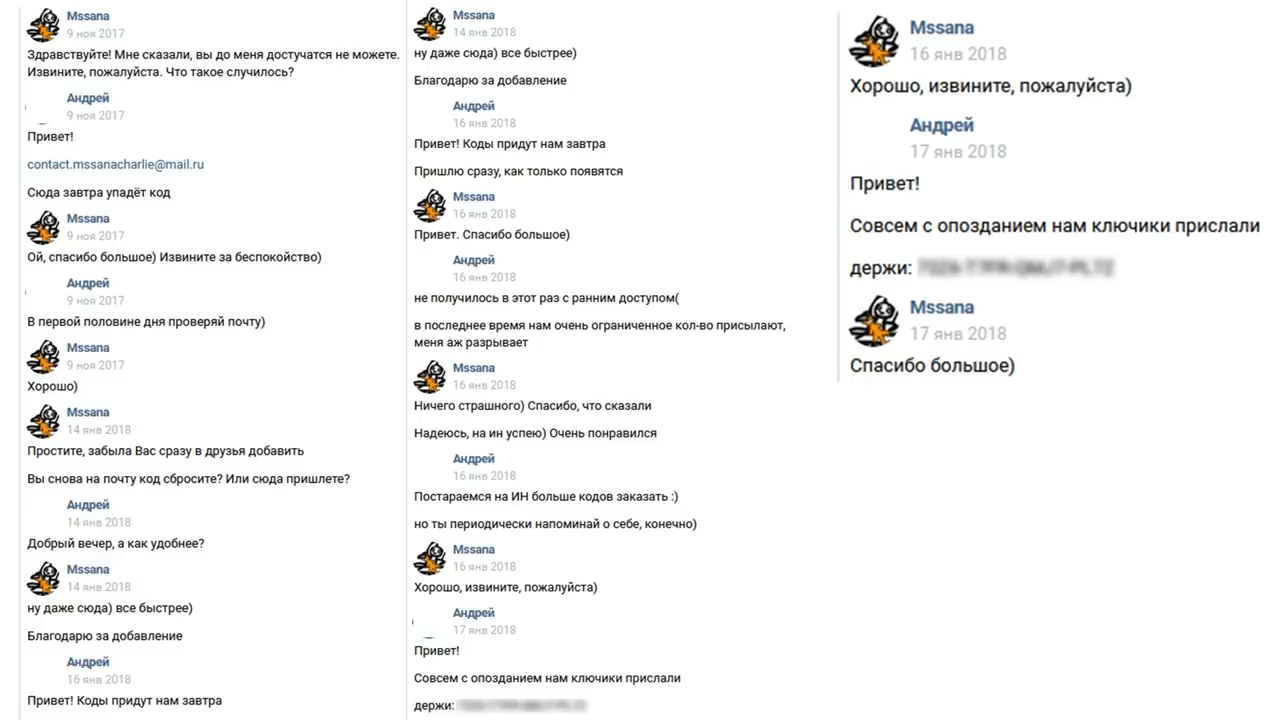 Mssana
9 ноя 2017
Здравствуйте! Мне сказали, вы до меня достучатся не можете.
Извините, пожалуйста. Что такое случилось?
Андрей
9 ноя 2017
Привет!
contact.mssanacharlie@mail.ru
Сюда завтра упадёт код
Mssana
9 ноя 2017
Ой, спасибо большое) Извините за беспокойство)
Андрей
9 ноя 2017
В первой половине дня проверяй почту)
Mssana
9 ноя 2017
Хорошо)
Mssana
14 янв 2018
Простите, забыла Вас сразу в друзья добавить
Вы снова на почту код сбросите? Или сюда пришлете?
Андрей
14 янв 2018
Добрый вечер, а как удобнее?
Mssana
14 янв 2018
ну даже сюда) все быстрее)
Благодарю за добавление
Андрей
16 янв 2018
Привет! Коды придут нам завтра
Mssana
14 янв 2018
ну даже сюда) все быстрее)
Благодарю за добавление
Андрей
16 янв 2018
Привет! Коды придут нам завтра
Пришлю сразу, как только появятся
Mssana
16 янв 2018
Привет. Спасибо большое)
Андрей
16 янв 2018
не получилось в этот раз с ранним доступом(
в последнее время нам очень ограниченное кол-во присылают,
меня аж разрывает
Mssana
16 янв 2018
Ничего страшного) Спасибо, что сказали
Надеюсь, на ин успею) Очень понравился
Андрей
16 янв 2018
Постараемся на ИН больше кодов заказать :)
но ты периодически напоминай о себе, конечно)
Mssana
16 янв 2018
Хорошо, извините, пожалуйста)
Андрей
17 янв 2018
Привет!
Совсем с опозданием нам ключики прислали
держи:
Mssana
16 янв 2018
Хорошо, извините, пожалуйста)
Андрей
17 янв 2018
Привет!
Совсем с опозданием нам ключики прислали
держи:
Mssana
17 янв 2018
Спасибо большое)